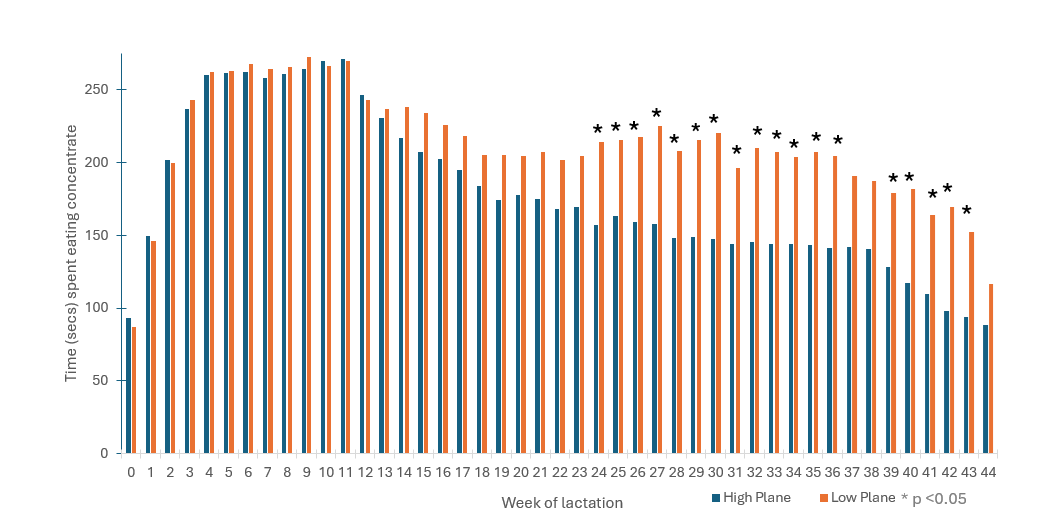 250
200
150
100
50
0
Time (secs) spent eating concentrate
* * * * * * * * * * * * * * * * * *
0 1 2 3 4 5 6 7 8 9 10 11 12 13 14 15 16 17 18 19 20 21 22 23 24 25 26 27 28 29 30 31 32 33 34 35 36 37 38 39 40 41 42 43 44
Week of lactation
High Plane Low Plane * p <0.05